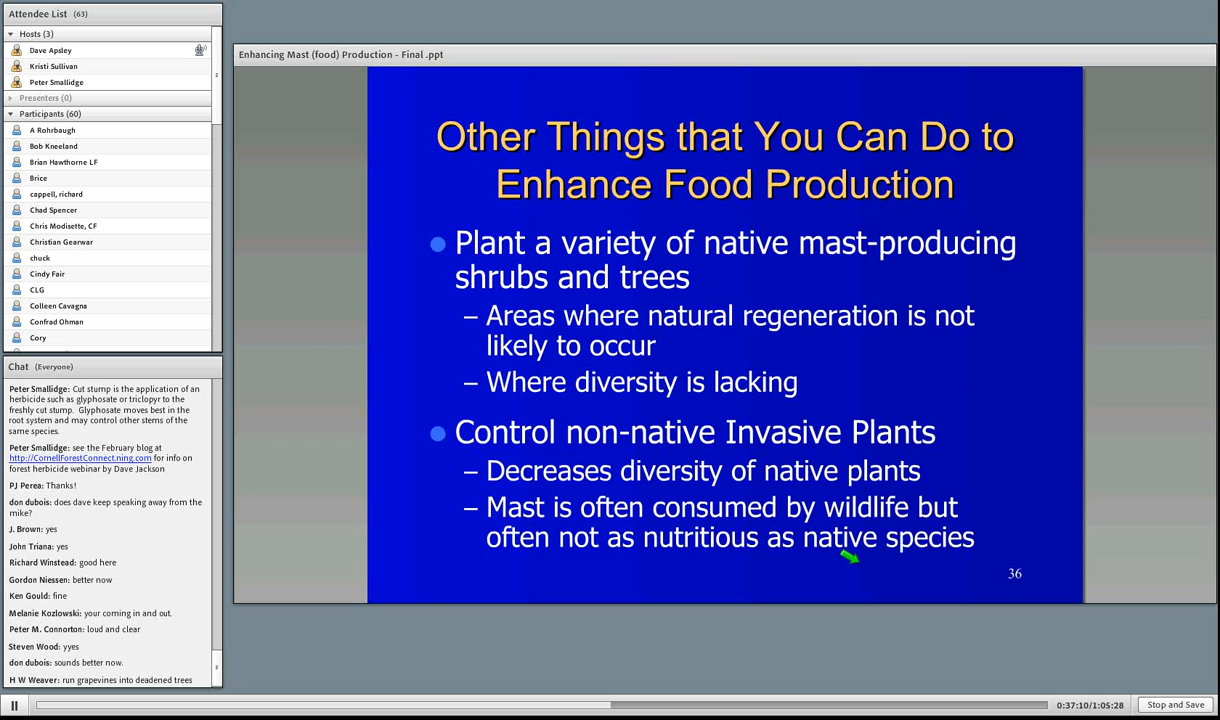 Attendee List (63)
Hosts (3)
Dave Apsley
Kristi Sullivan
Peter Smallidge
Presenters (0)
Participants (60)
A Rohrbaugh
Bob Kneeland
Brian Hawthorne LF
Brice
cappell, richard
Chad Spencer
Chris Modisette, CF
Christian Gearwar
chuck
Cindy Fair
CLG
Colleen Cavagna
Confrad Ohman
Cory
Chat (Everyone)
Peter Smallidge: Cut stump is the application of an
herbicide such as glyphosate or triclopyr to the
freshly cut stump. Glyphosate moves best in the
root system and may control other stems of the
same species.
Peter Smallidge: see the February blog at
http://CornellForestConnect.ning.com for info on
forest herbicide webinar by Dave Jackson
PJ Perea: Thanks!
don dubois: does dave keep speaking away from the
mike?
J. Brown: yes
John Triana: yes
Richard Winstead: good here
Gordon Niessen: better now
Ken Gould: fine
Melanie Kozlowski: your coming in and out.
Peter M. Connorton: loud and clear
Steven Wood: yyes
don dubois: sounds better now.
H W Weaver: run grapevines into deadened trees
Enhancing Mast (food) Production - Final .ppt
Other Things that You Can Do to
Enhance Food Production
Plant a variety of native mast-producing
shrubs and trees
– Areas where natural regeneration is not
likely to occur
– Where diversity is lacking
Control non-native Invasive Plants
– Decreases diversity of native plants
– Mast is often consumed by wildlife but
often not as nutritious as native species
36
0:37:10/1:05:28
Stop and Save